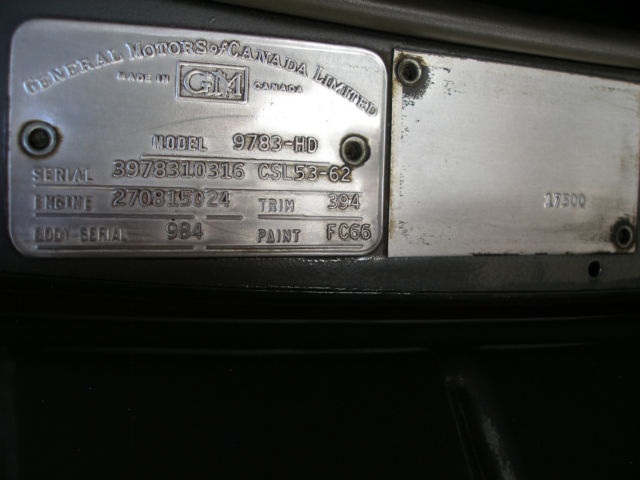 GENERAL MOTORS of CANADA LIMITED
MADE IN GM CANADA
MODEL 9783-HD
SERIAL 3978310316 CSL53-62
ENGINE 270815024 TRIM 394
BODY SERIAL 984 PAINT FC66
17500